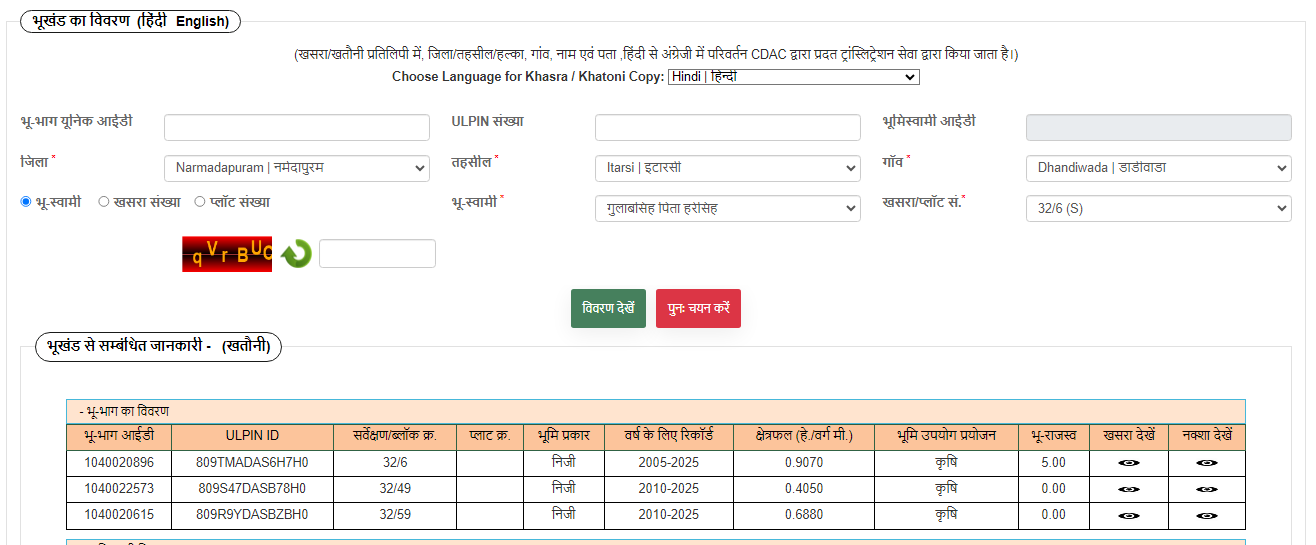 भूखंड का विवरण (हिंदी English)
(खसरा/खतौनी प्रतिलिपी में, जिला/तहसील/हल्का, गांव, नाम एवं पता ,हिंदी से अंग्रेजी में परिवर्तन CDAC द्वारा प्रदत ट्रांस्लिट्रेशन सेवा द्वारा किया जाता है।)
Choose Language for Khasra / Khatoni Copy: Hindi | हिन्दी
भू-भाग यूनिक आईडी ULPIN संख्या भूमिस्वामी आईडी
जिला * Narmadapuram | नर्मदापुरम तहसील * Itarsi | इटारसी गाँव * Dhandiwada | डांडीवाडा
भू-स्वामी खसरा संख्या प्लॉट संख्या भू-स्वामी * गुलाबसिंह पिता हरीसिंह खसरा/प्लॉट सं.* 32/6 (S)
qVrBUC
विवरण देखें पुनः चयन करें
भूखंड से सम्बंधित जानकारी - (खतौनी)
- भू-भाग का विवरण
भू-भाग आईडी ULPIN ID सर्वेक्षण/ब्लॉक क्र. प्लाट क्र. भूमि प्रकार वर्ष के लिए रिकॉर्ड क्षेत्रफल (हे./वर्ग मी.) भूमि उपयोग प्रयोजन भू-राजस्व खसरा देखें नक्शा देखें
1040020896 809TMADAS6H7H0 32/6 निजी 2005-2025 0.9070 कृषि 5.00
1040022573 809S47DASB78H0 32/49 निजी 2010-2025 0.4050 कृषि 0.00
1040020615 809R9YDASBZBH0 32/59 निजी 2010-2025 0.6880 कृषि 0.00